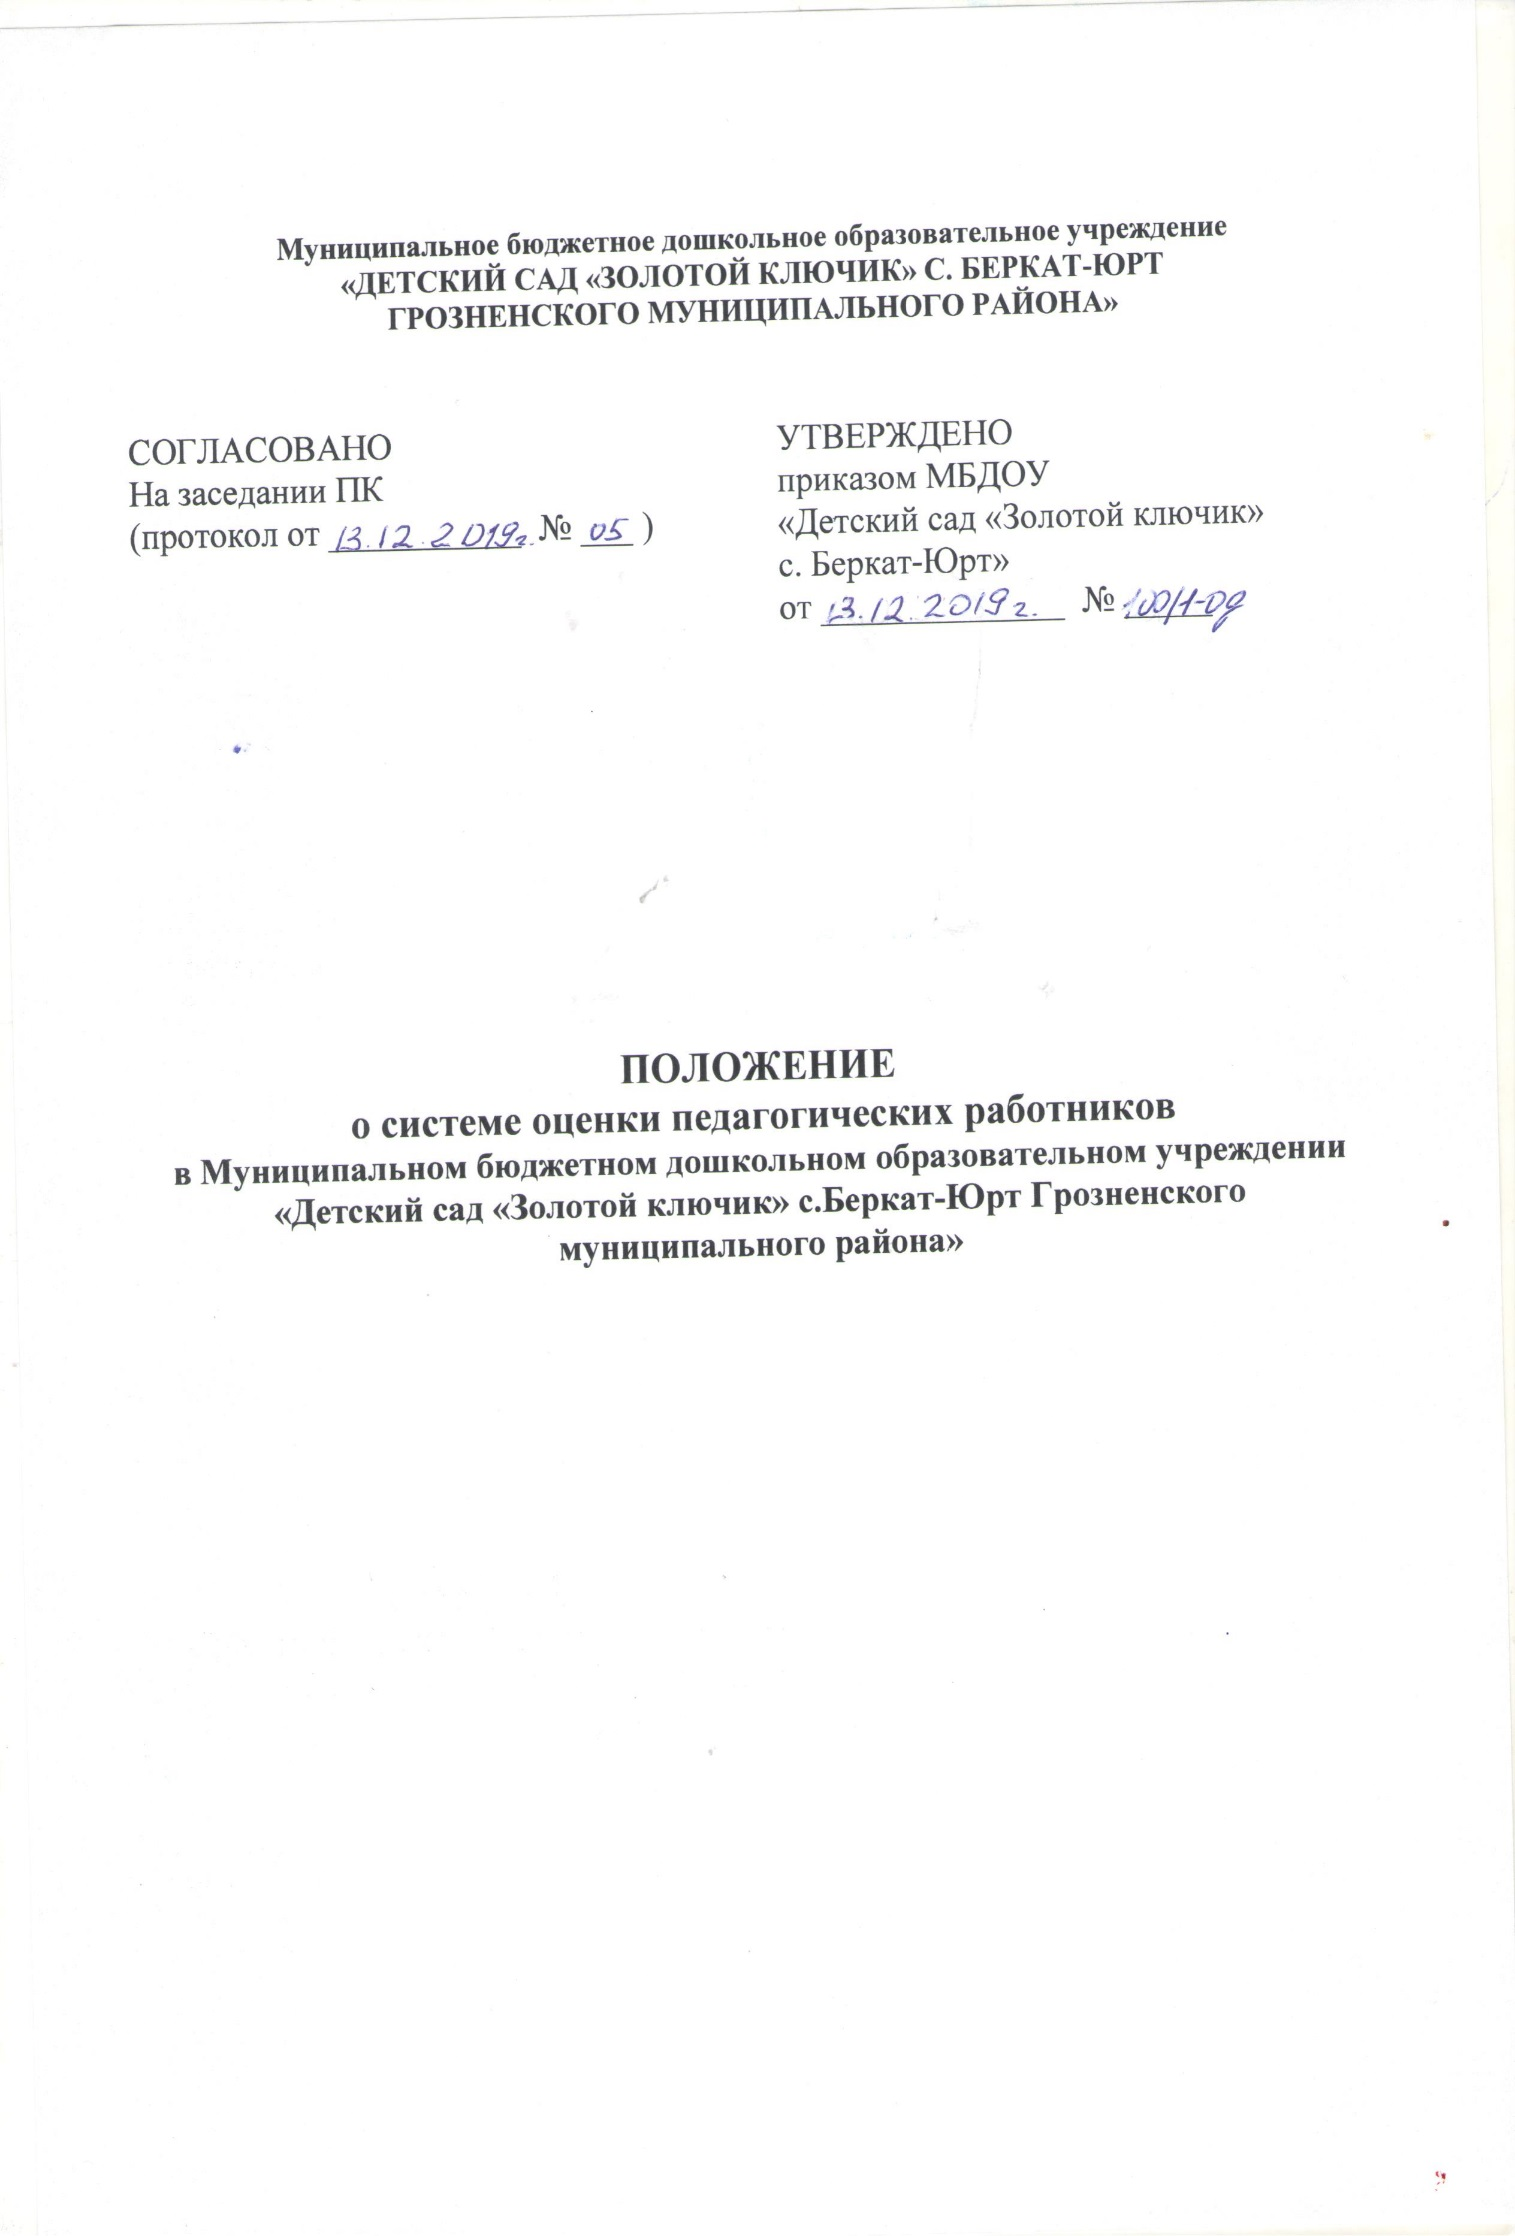 Муниципальное бюджетное дошкольное образовательное учреждение
«ДЕТСКИЙ САД «ЗОЛОТОЙ КЛЮЧИК» С. БЕРКАТ-ЮРТ
ГРОЗНЕНСКОГО МУНИЦИПАЛЬНОГО РАЙОНА»
СОГЛАСОВАНО
На заседании ПК
(протокол от 13.12.2019г. № 05 )
УТВЕРЖДЕНО
приказом МБДОУ
«Детский сад «Золотой ключик»
с. Беркат-Юрт»
от 13.12.2019г. № 100/1-од
ПОЛОЖЕНИЕ
о системе оценки педагогических работников
в Муниципальном бюджетном дошкольном образовательном учреждении
«Детский сад «Золотой ключик» с.Беркат-Юрт Грозненского
муниципального района»